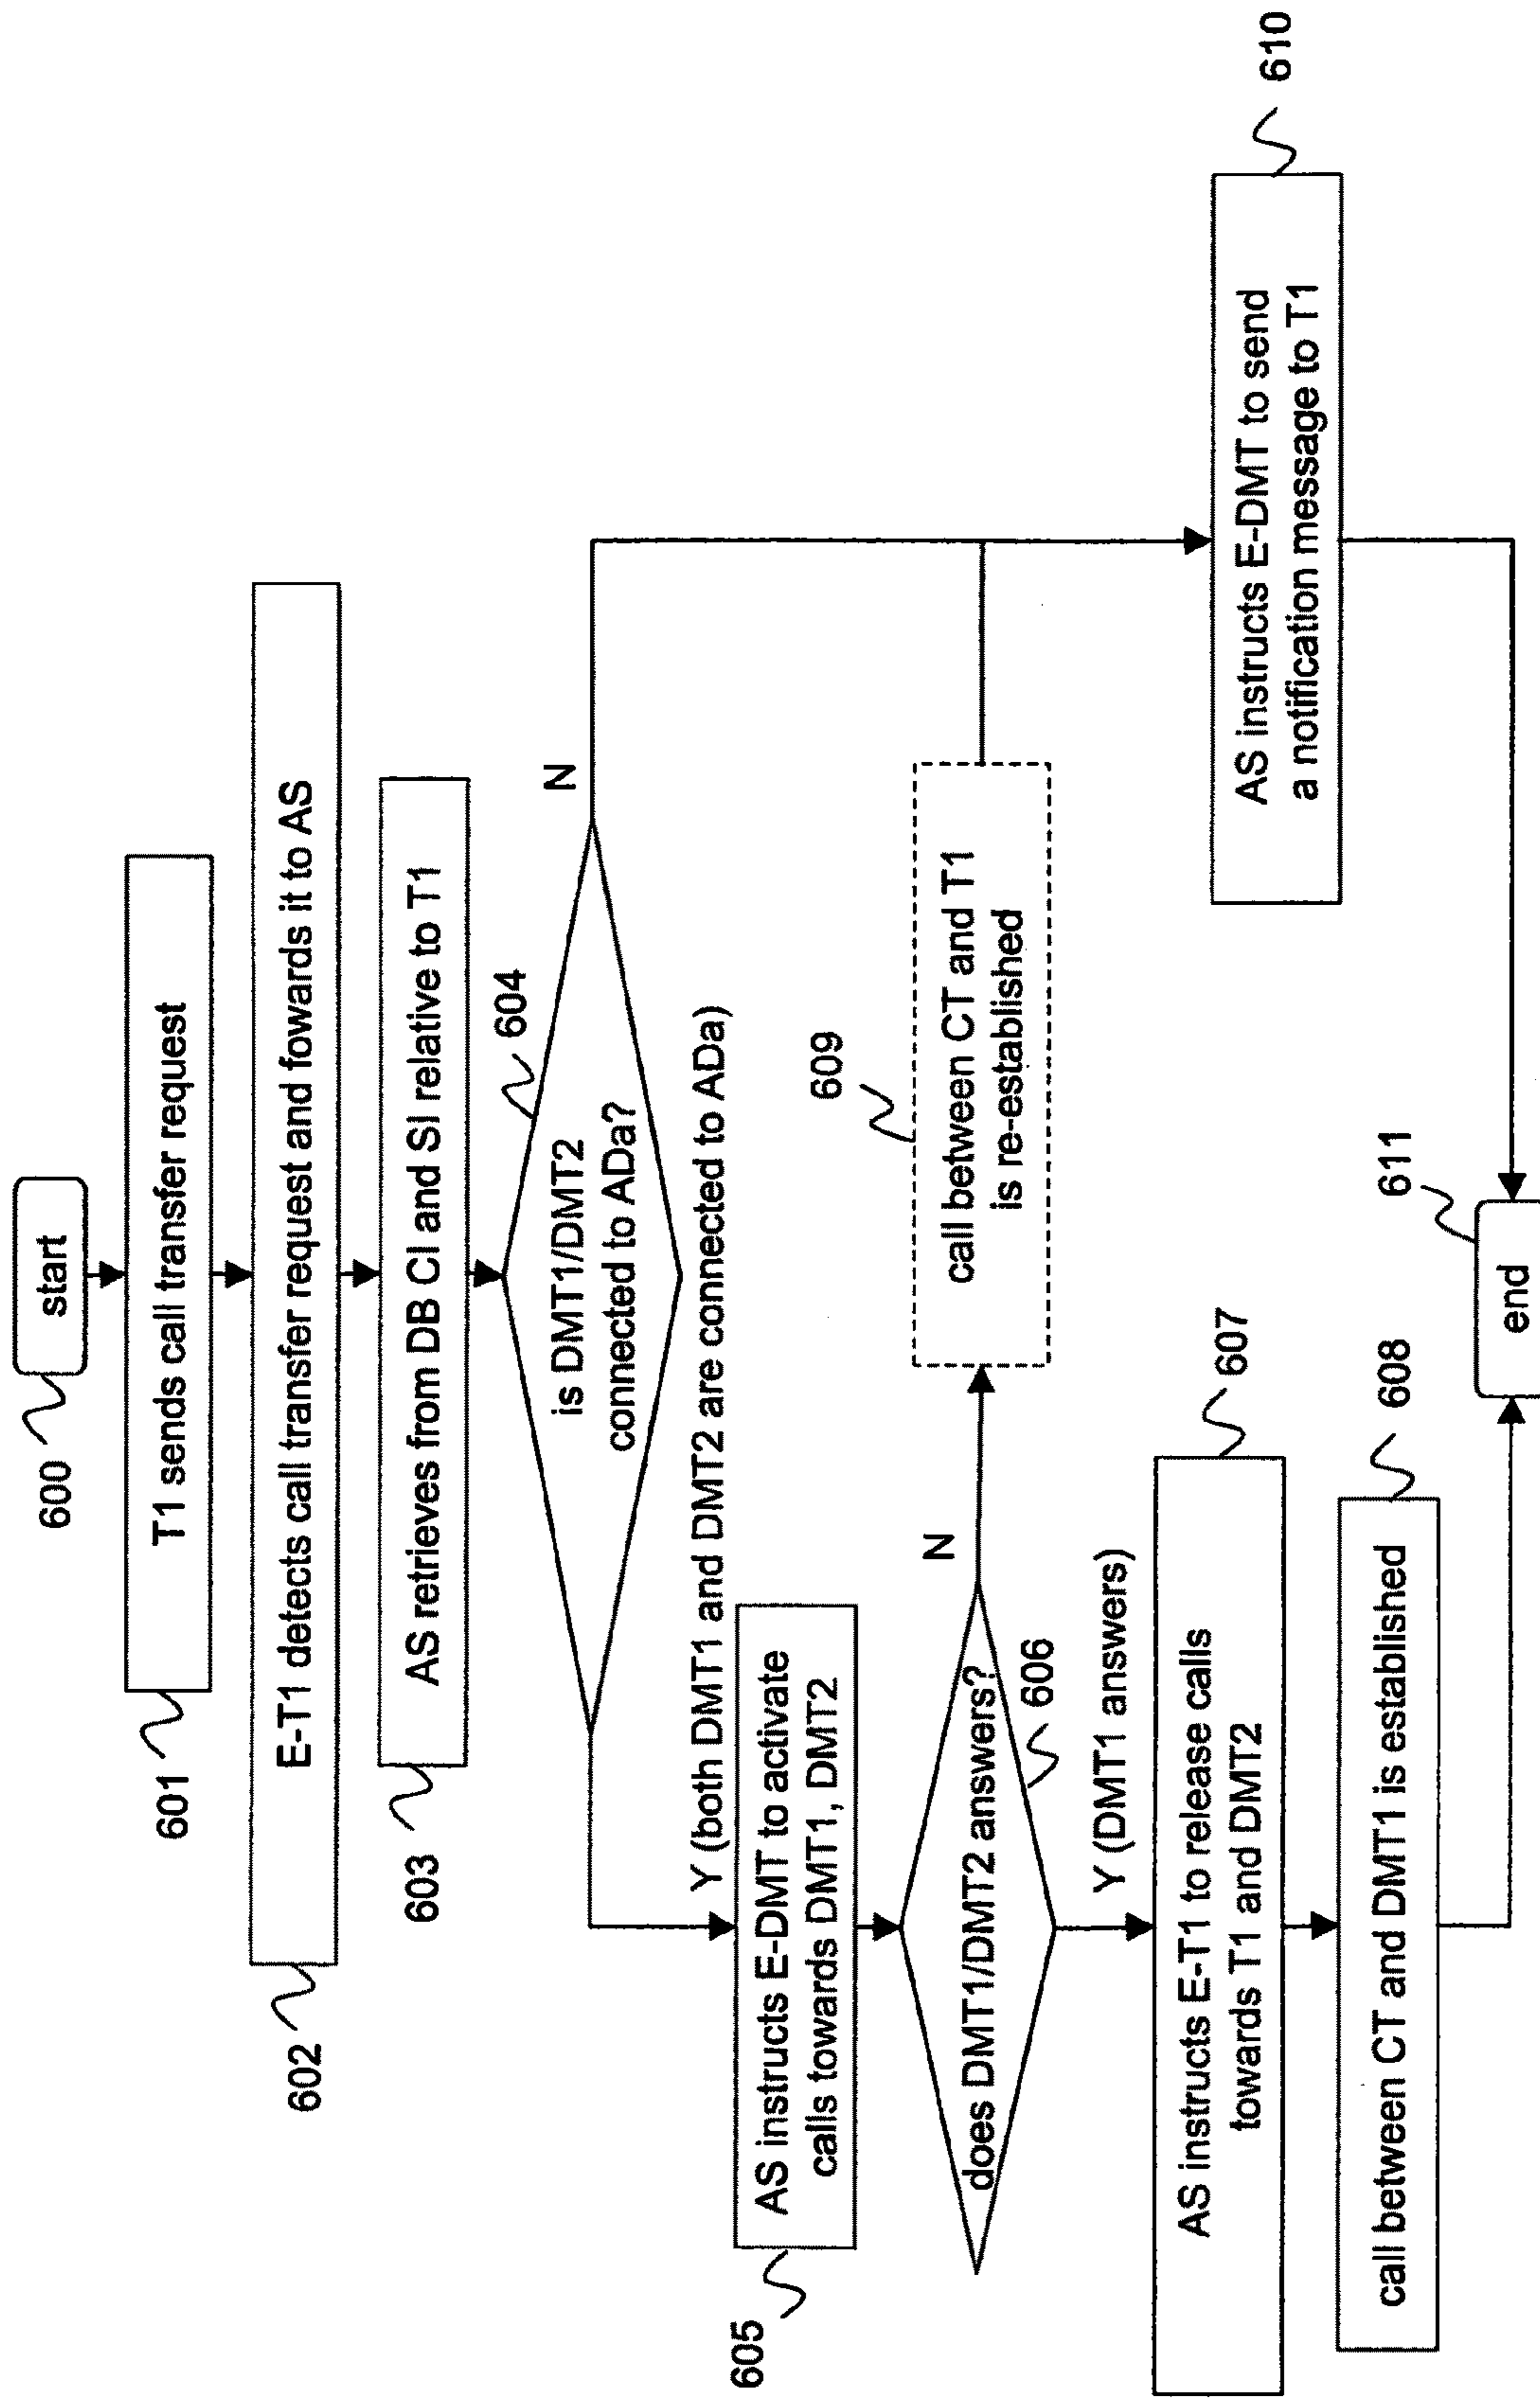 start
600
T1 sends call transfer request
601
E-T1 detects call transfer request and fowards it to AS
602
AS retrieves from DB CI and SI relative to T1
603
is DMT1/DMT2
connected to ADa?
604
N
Y (both DMT1 and DMT2 are connected to ADa)
AS instructs E-DMT to activate
calls towards DMT1, DMT2
605
does DMT1/DMT2 answers?
606
N
call between CT and T1
is re-established
609
Y (DMT1 answers)
AS instructs E-T1 to release calls
towards T1 and DMT2
607
AS instructs E-DMT to send
a notification message to T1
610
call between CT and DMT1 is established
608
end
611